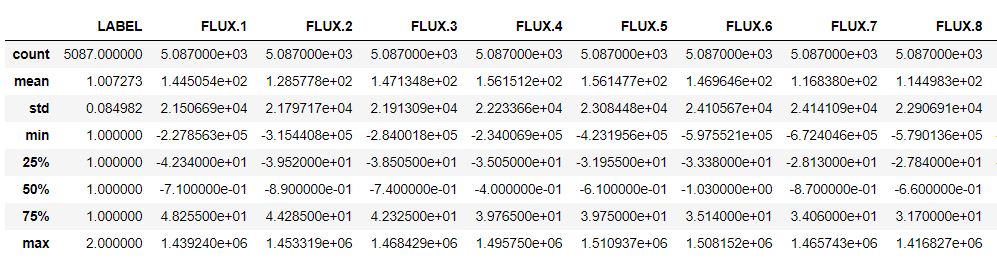 LABEL FLUX.1 FLUX.2 FLUX.3 FLUX.4 FLUX.5 FLUX.6 FLUX.7 FLUX.8
count 5087.000000 5.087000e+03 5.087000e+03 5.087000e+03 5.087000e+03 5.087000e+03 5.087000e+03 5.087000e+03 5.087000e+03
mean 1.007273 1.445054e+02 1.285778e+02 1.471348e+02 1.561512e+02 1.561477e+02 1.469646e+02 1.168380e+02 1.144983e+02
std 0.084982 2.150669e+04 2.179717e+04 2.191309e+04 2.223366e+04 2.308448e+04 2.410567e+04 2.414109e+04 2.290691e+04
min 1.000000 -2.278563e+05 -3.154408e+05 -2.840018e+05 -2.340069e+05 -4.231956e+05 -5.975521e+05 -6.724046e+05 -5.790136e+05
25% 1.000000 -4.234000e+01 -3.952000e+01 -3.850500e+01 -3.505000e+01 -3.195500e+01 -3.338000e+01 -2.813000e+01 -2.784000e+01
50% 1.000000 -7.100000e-01 -8.900000e-01 -7.400000e-01 -4.000000e-01 -6.100000e-01 -1.030000e+00 -8.700000e-01 -6.600000e-01
75% 1.000000 4.825500e+01 4.428500e+01 4.232500e+01 3.976500e+01 3.975000e+01 3.514000e+01 3.406000e+01 3.170000e+01
max 2.000000 1.439240e+06 1.453319e+06 1.468429e+06 1.495750e+06 1.510937e+06 1.508152e+06 1.465743e+06 1.416827e+06